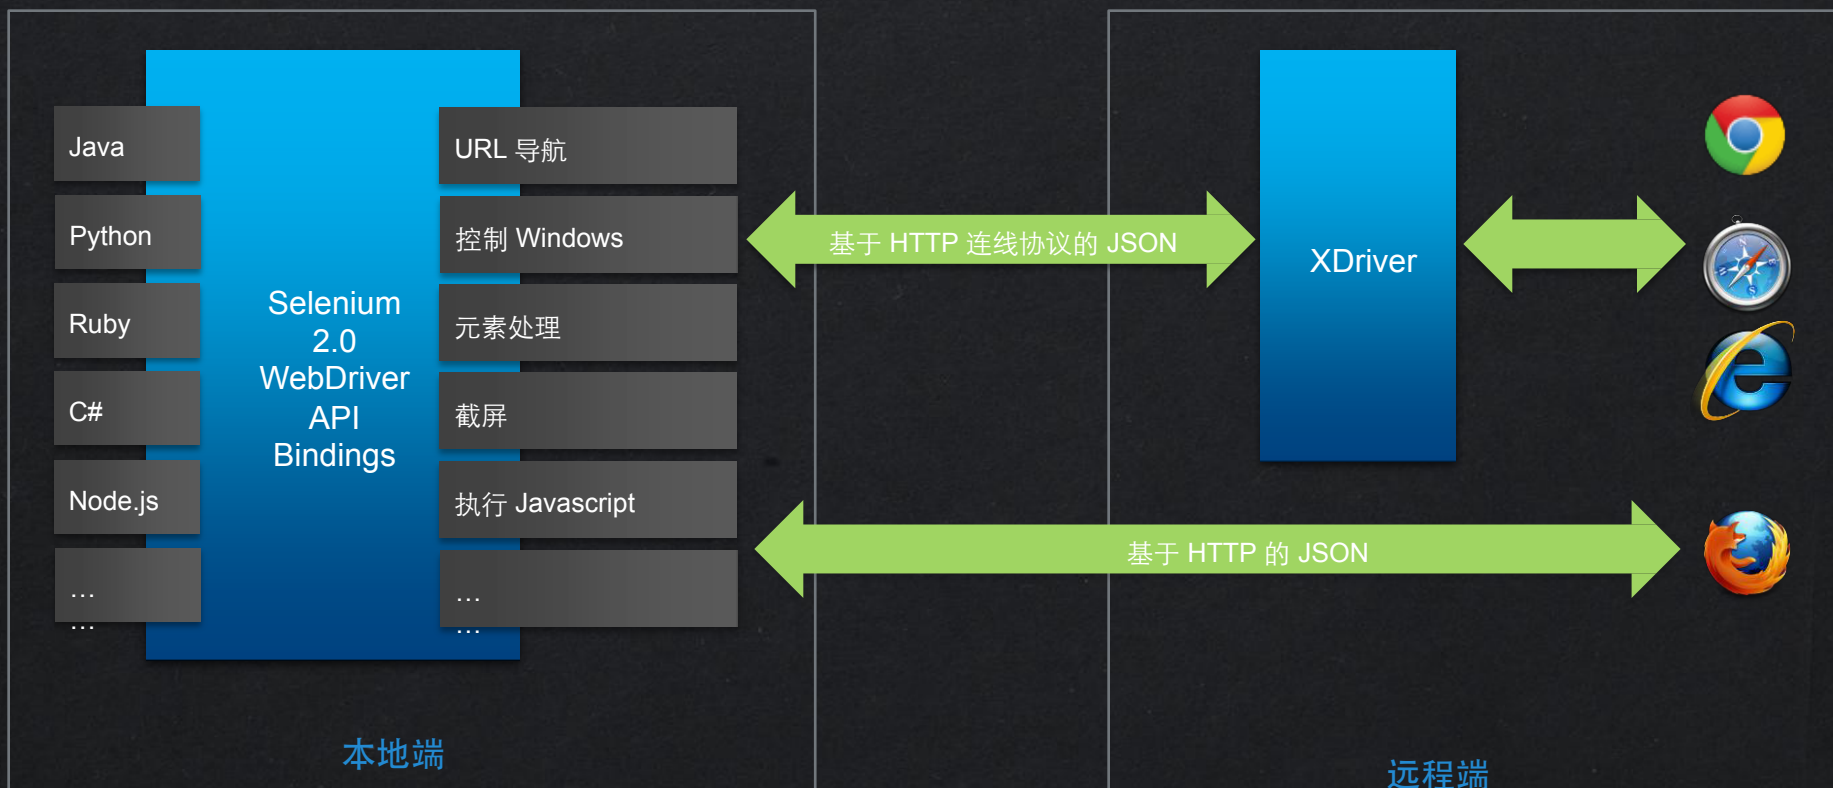 Java
Python
Ruby
C#
Node.js
…
…
Selenium
2.0
WebDriver
API
Bindings
URL 导航
控制 Windows
元素处理
截屏
执行 Javascript
…
…
基于 HTTP 连线协议的 JSON
基于 HTTP 的 JSON
XDriver
本地端
远程端